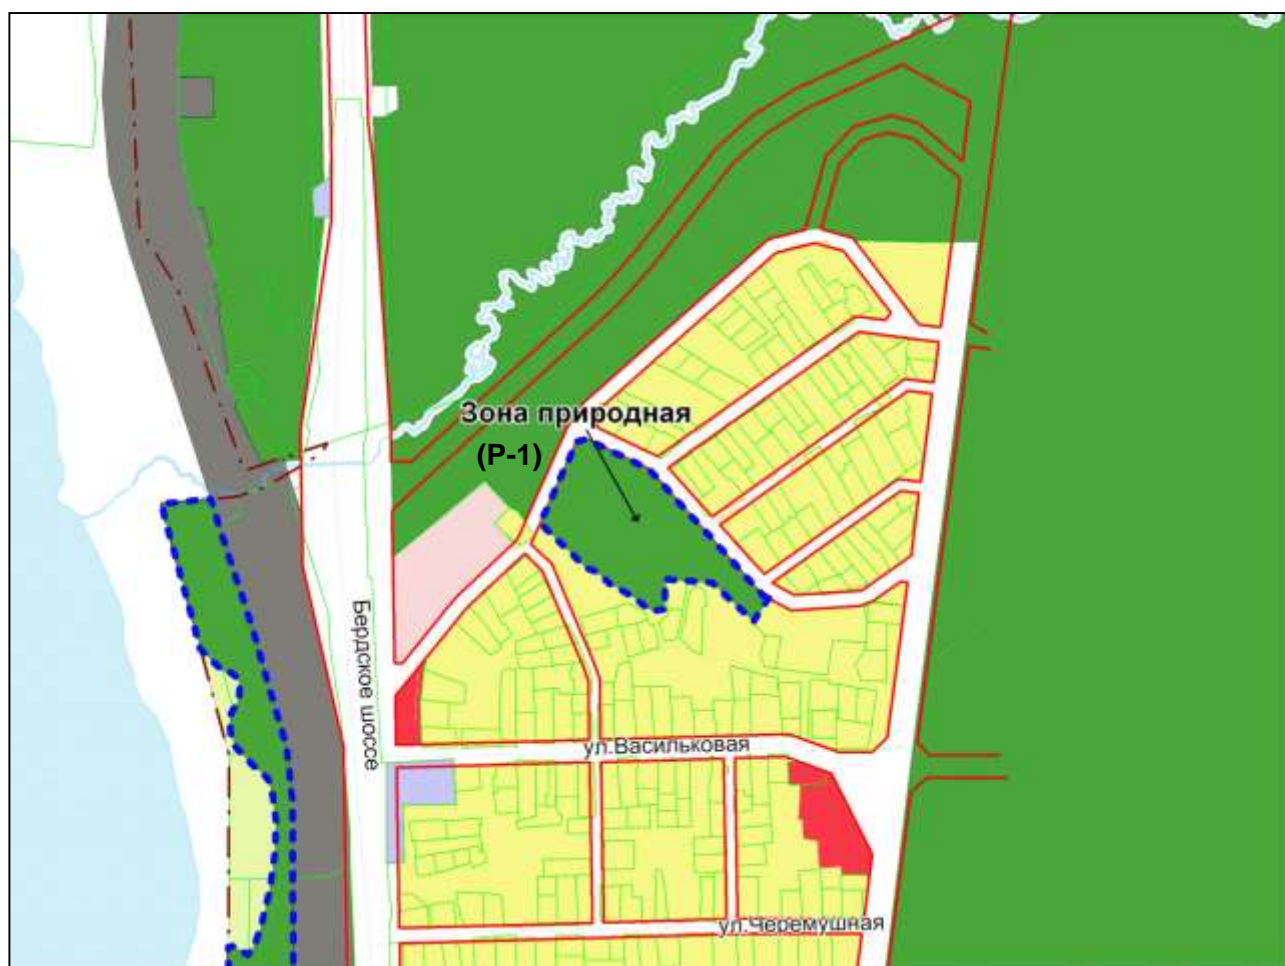 Зона природная
(Р-1)
Бердское шоссе
ул.Васильковая
ул.Черемушная